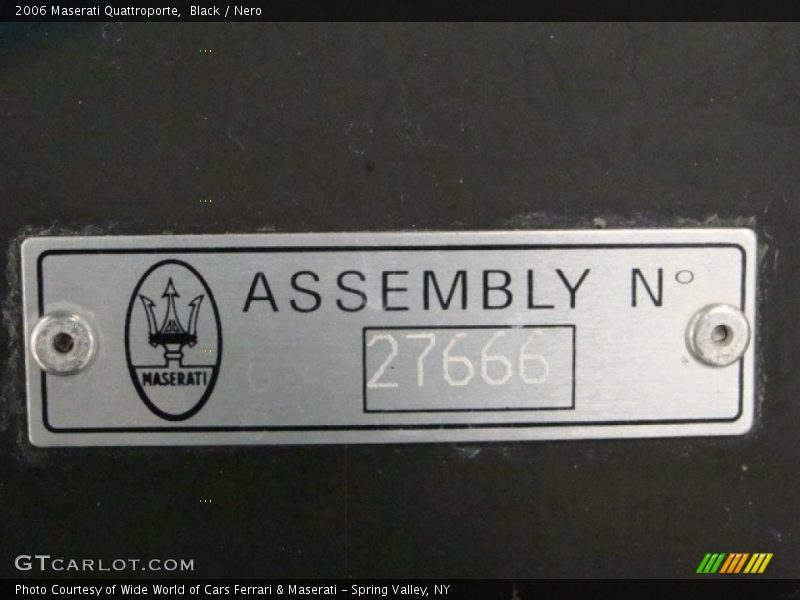 2006 Maserati Quattroporte,  Black / Nero
ASSEMBLY Nº
27666
MASERATI
GTCARLOT.COM
Photo Courtesy of Wide World of Cars Ferrari & Maserati - Spring Valley, NY